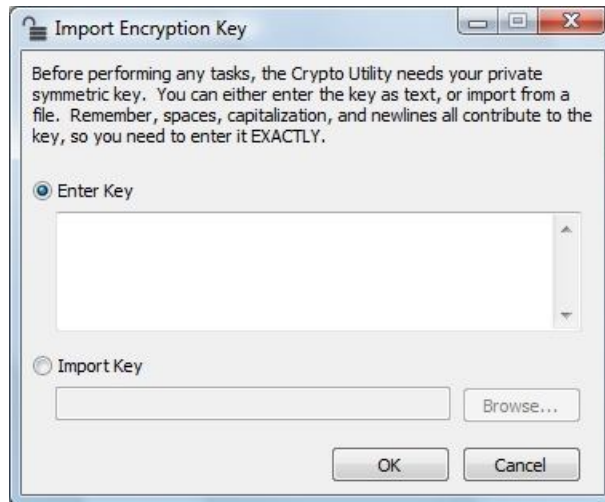 Import Encryption Key
Before performing any tasks, the Crypto Utility needs your private
symmetric key.  You can either enter the key as text, or import from a
file.  Remember, spaces, capitalization, and newlines all contribute to the
key, so you need to enter it EXACTLY.
Enter Key
Import Key
Browse...
OK
Cancel